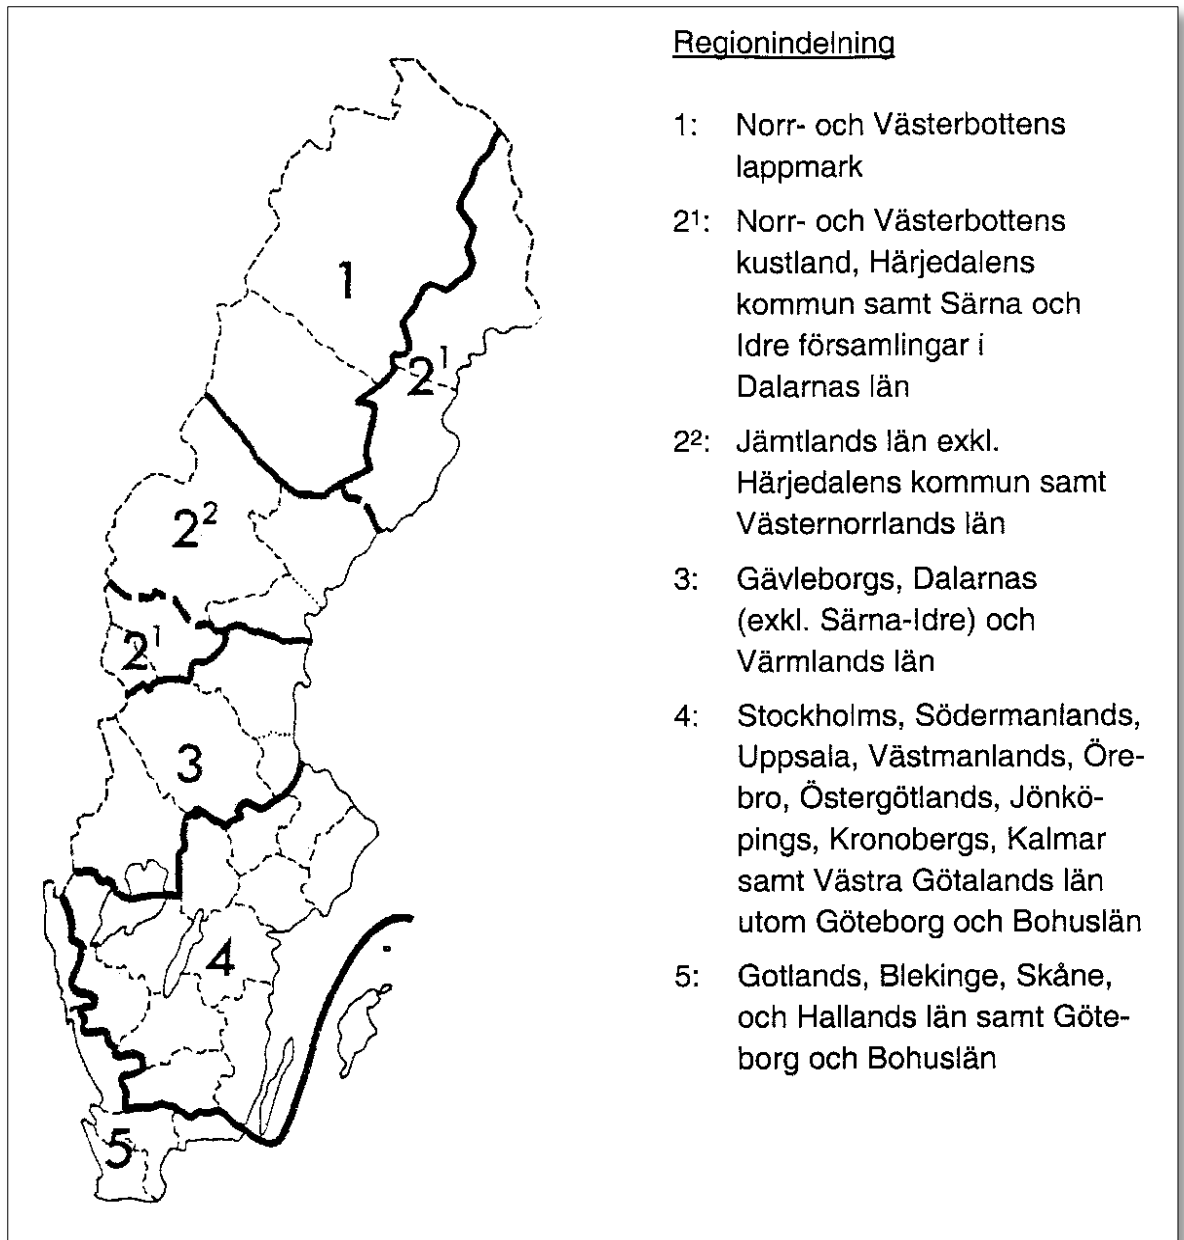 Regionindelning
1: Norr- och Västerbottens
lappmark
2¹: Norr- och Västerbottens
kustland, Härjedalens
kommun samt Särna och
Idre församlingar i
Dalarnas län
2²: Jämtlands län exkl.
Härjedalens kommun samt
Västernorrlands län
3: Gävleborgs, Dalarnas
(exkl. Särna-Idre) och
Värmlands län
4: Stockholms, Södermanlands,
Uppsala, Västmanlands, Öre-
bro, Östergötlands, Jönkö-
pings, Kronobergs, Kalmar
samt Västra Götalands län
utom Göteborg och Bohuslän
5: Gotlands, Blekinge, Skåne,
och Hallands län samt Göte-
borg och Bohuslän
1
2¹
2²
2¹
3
4
5